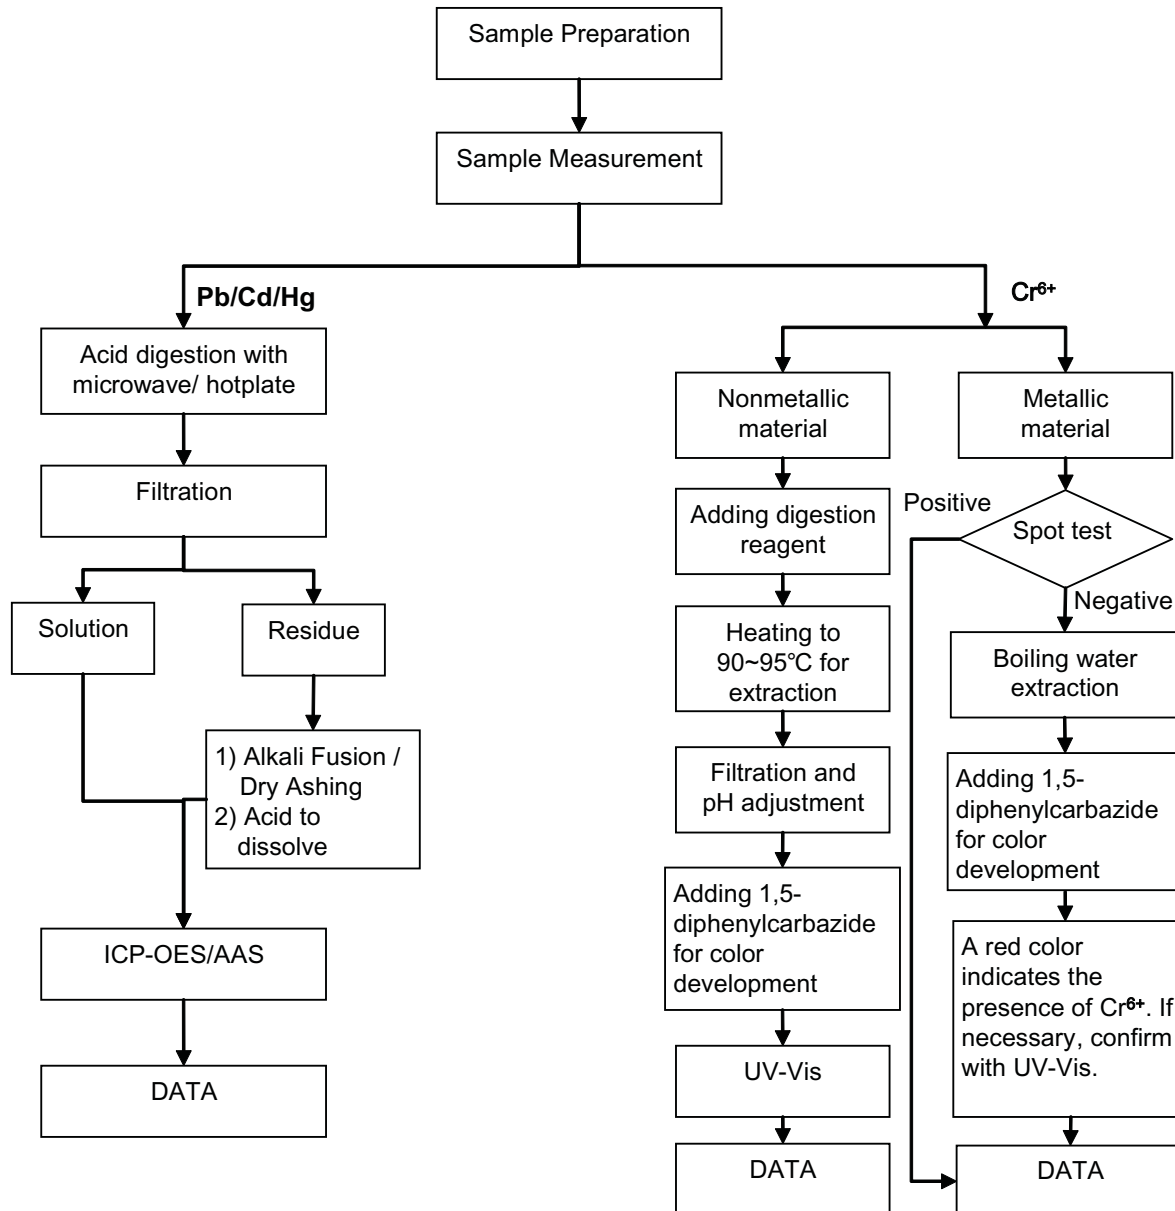 Sample Preparation
Sample Measurement
Pb/Cd/Hg
Acid digestion with
microwave/ hotplate
Filtration
Solution
Residue
1) Alkali Fusion /
Dry Ashing
2) Acid to
dissolve
ICP-OES/AAS
DATA
Cr⁶⁺
Nonmetallic
material
Adding digestion
reagent
Heating to
90~95℃ for
extraction
Filtration and
pH adjustment
Adding 1,5-
diphenylcarbazide
for color
development
UV-Vis
DATA
Metallic
material
Positive
Spot test
Negative
Boiling water
extraction
Adding 1,5-
diphenylcarbazide
for color
development
A red color
indicates the
presence of Cr⁶⁺. If
necessary, confirm
with UV-Vis.
DATA